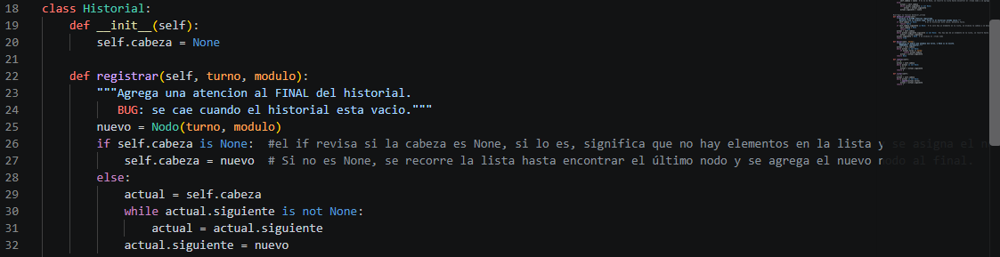 18 class Historial:
19     def __init__(self):
20         self.cabeza = None
21
22     def registrar(self, turno, modulo):
23         """Agrega una atencion al FINAL del historial.
24            BUG: se cae cuando el historial esta vacio."""
25         nuevo = Nodo(turno, modulo)
26         if self.cabeza is None:  #el if revisa si la cabeza es None, si lo es, significa que no hay elementos en la lista y se asigna el
27             self.cabeza = nuevo  # Si no es None, se recorre la lista hasta encontrar el último nodo y se agrega el nuevo nodo al final.
28         else:
29             actual = self.cabeza
30             while actual.siguiente is not None:
31                 actual = actual.siguiente
32             actual.siguiente = nuevo